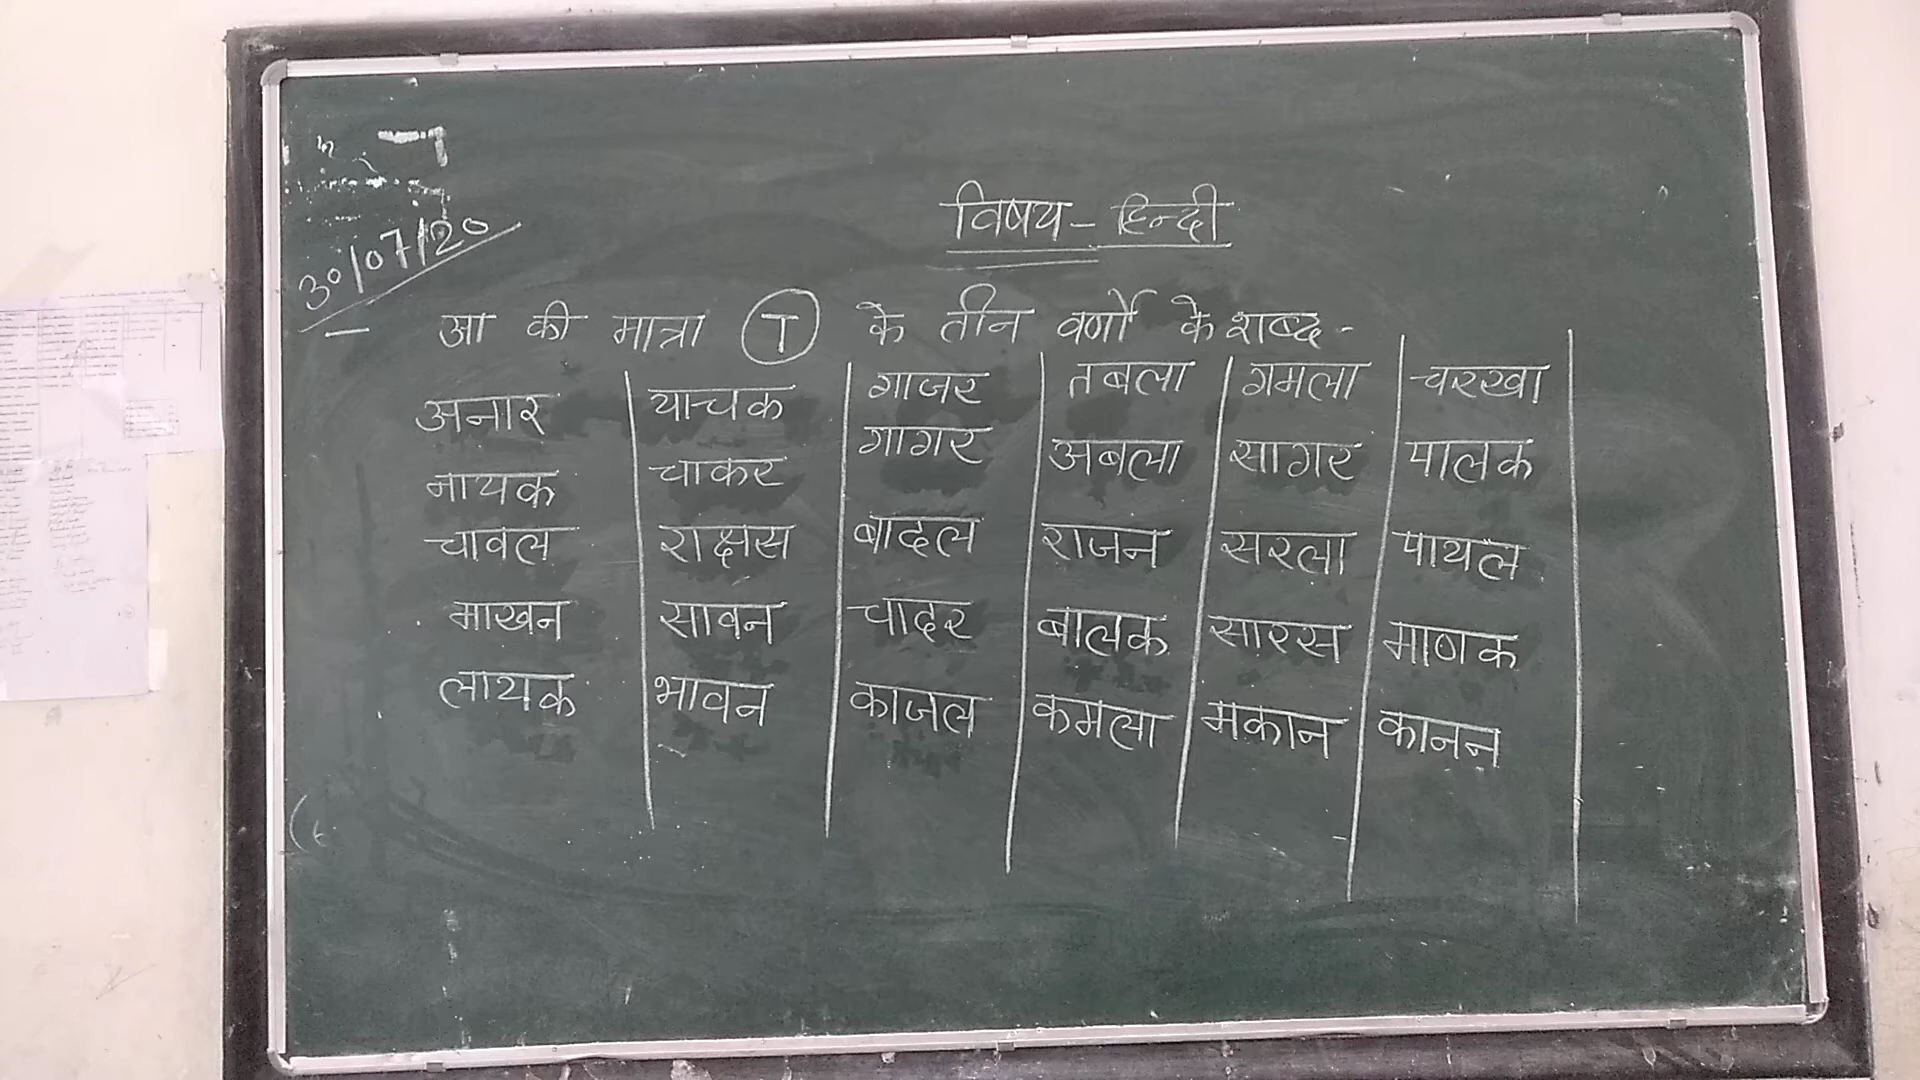 30/07/20
विषय - हिन्दी
आ की मात्रा (ा) के तीन वर्णों के शब्द -
अनार याचक गाजर तबला गमला चरखा
नायक चाकर गागर अबला सागर पालक
चावल राक्षस बादल राजन सरला पायल
माखन सावन चादर बालक सारस माणक
लायक भावन काजल कमला मकान कानन